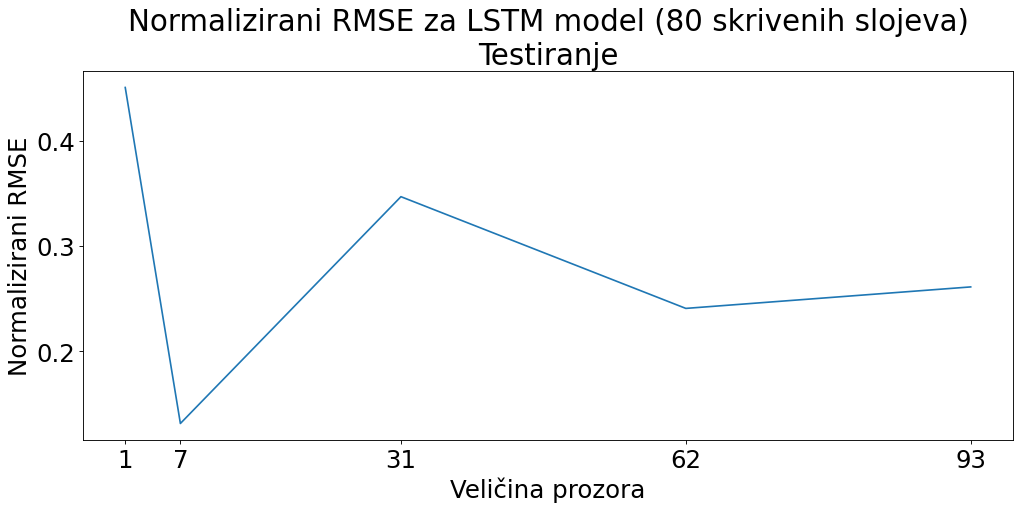 Normalizirani RMSE za LSTM model (80 skrivenih slojeva)
Testiranje
Normalizirani RMSE
0.4
0.3
0.2
1 7 31 62 93
Veličina prozora